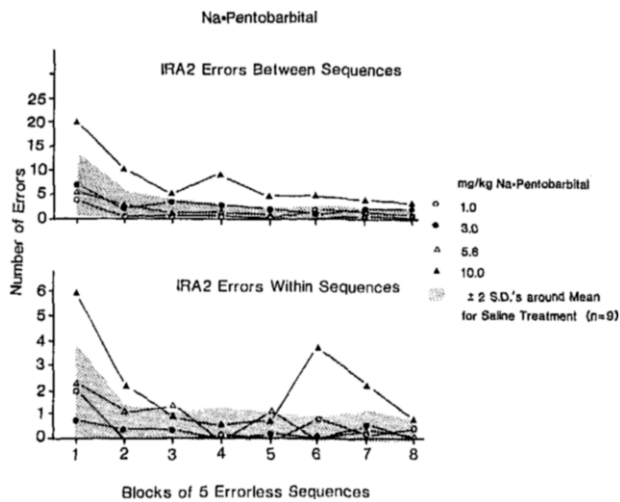 Na•Pentobarbital
IRA2 Errors Between Sequences
25
20
15
10
5
0
Number of Errors
mg/kg Na•Pentobarbital
1.0
3.0
5.6
10.0
± 2 S.D.'s around Mean
for Saline Treatment (n=9)
IRA2 Errors Within Sequences
6
5
4
3
2
1
0
1 2 3 4 5 6 7 8
Blocks of 5 Errorless Sequences